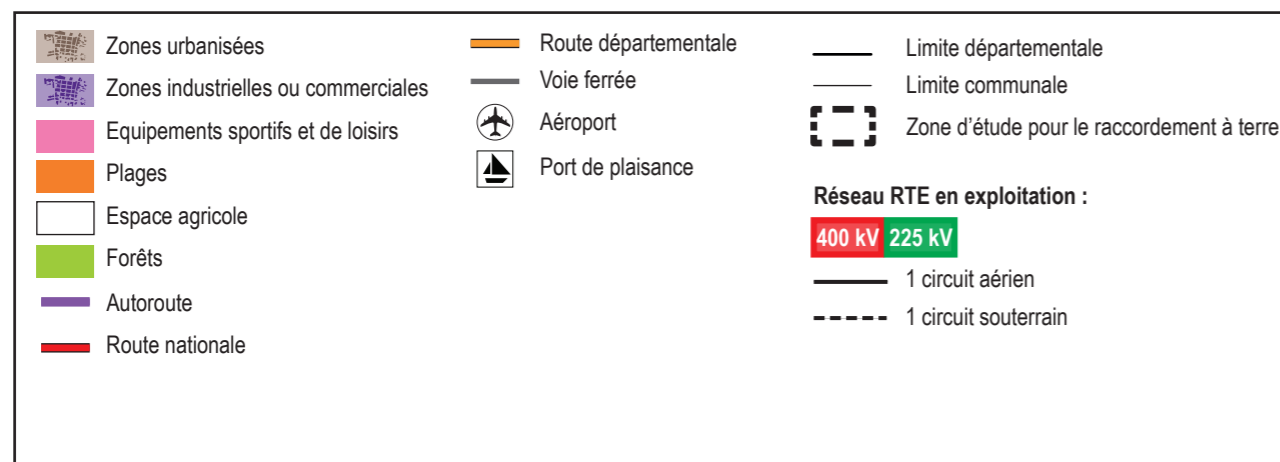 Zones urbanisées
Zones industrielles ou commerciales
Equipements sportifs et de loisirs
Plages
Espace agricole
Forêts
Autoroute
Route nationale
Route départementale
Voie ferrée
Aéroport
Port de plaisance
Limite départementale
Limite communale
Zone d'étude pour le raccordement à terre
Réseau RTE en exploitation :
400 kV 225 kV
1 circuit aérien
1 circuit souterrain